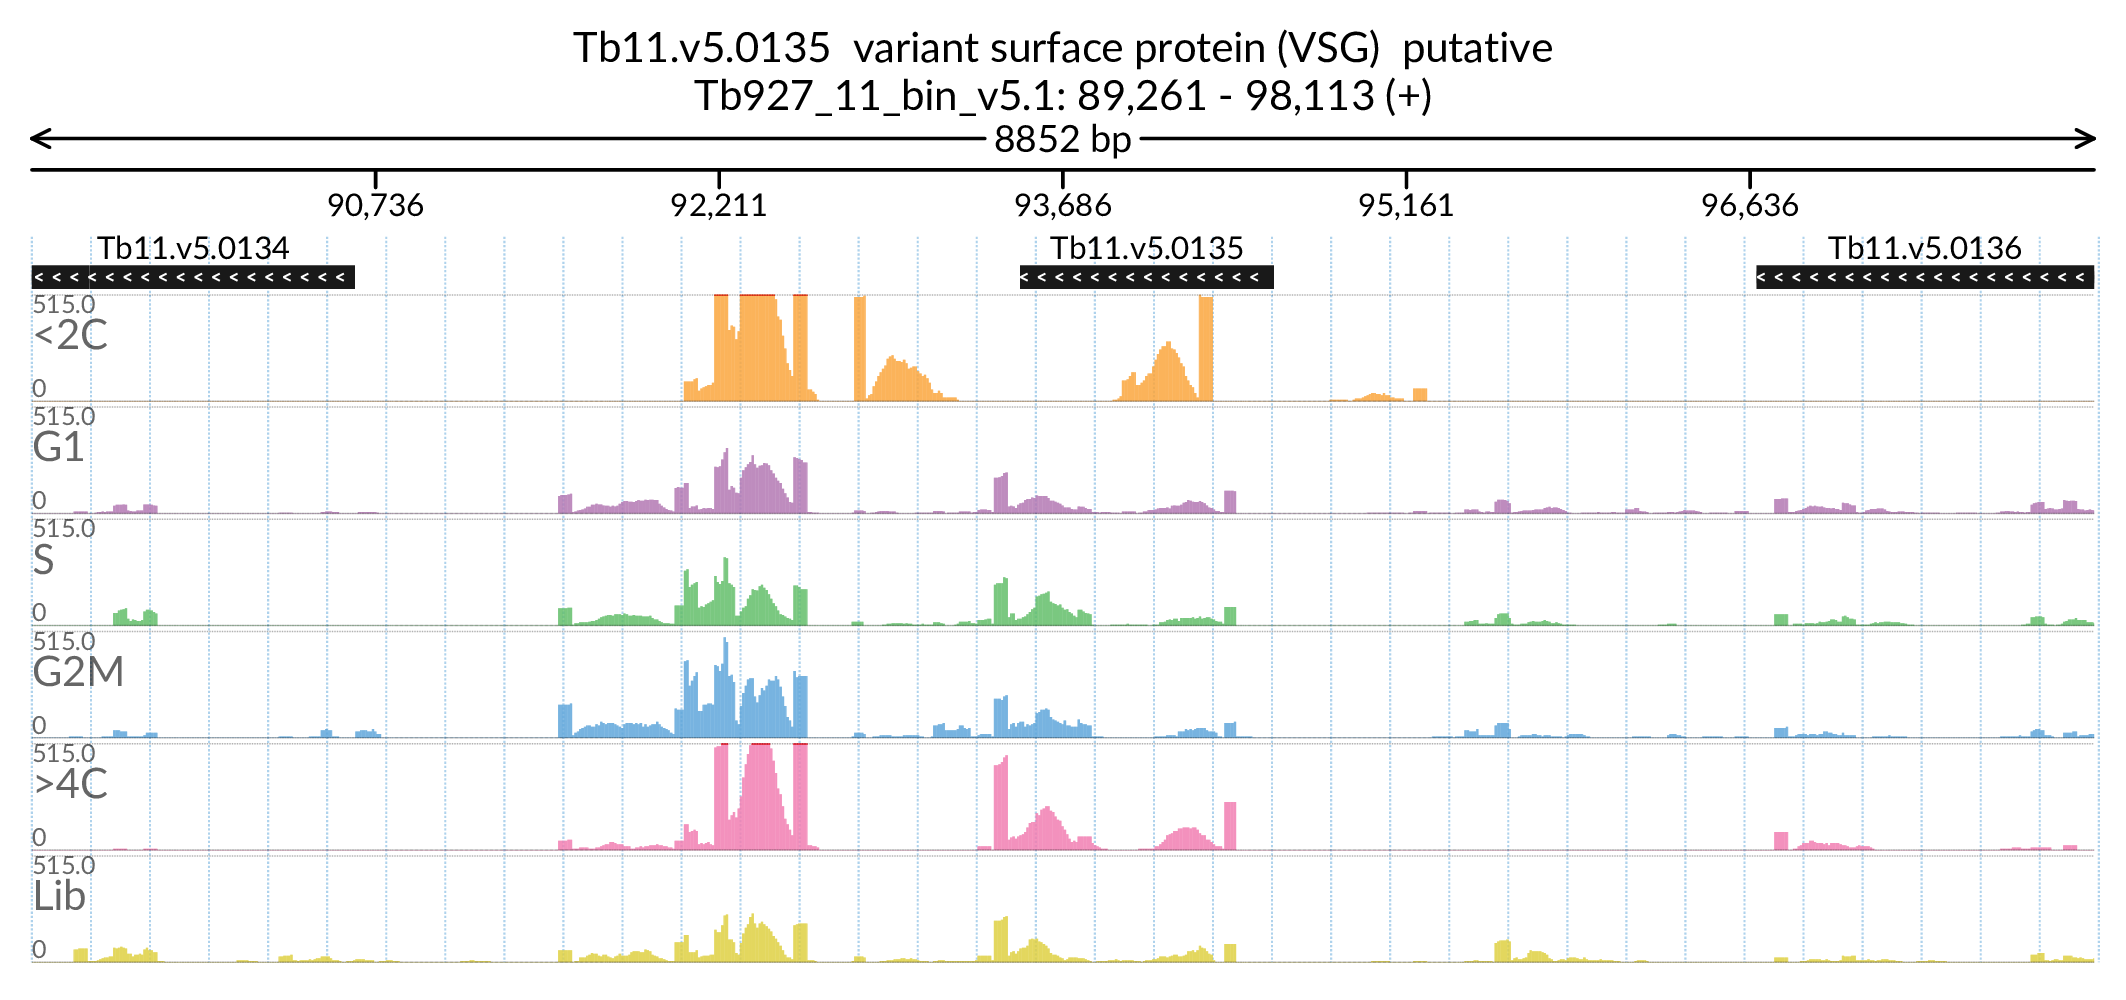 Tb11.v5.0135  variant surface protein (VSG)  putative
Tb927_11_bin_v5.1: 89,261 - 98,113 (+)
8852 bp
90,736 92,211 93,686 95,161 96,636
Tb11.v5.0134 Tb11.v5.0135 Tb11.v5.0136
515.0
<2C
0
515.0
G1
0
515.0
S
0
515.0
G2M
0
515.0
>4C
0
515.0
Lib
0